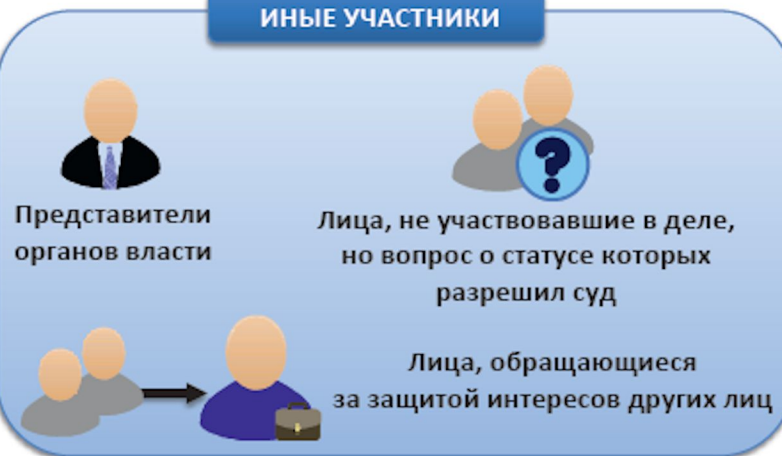 ИНЫЕ УЧАСТНИКИ
Представители
органов власти
Лица, не участвовавшие в деле,
но вопрос о статусе которых
разрешил суд
Лица, обращающиеся
за защитой интересов других лиц